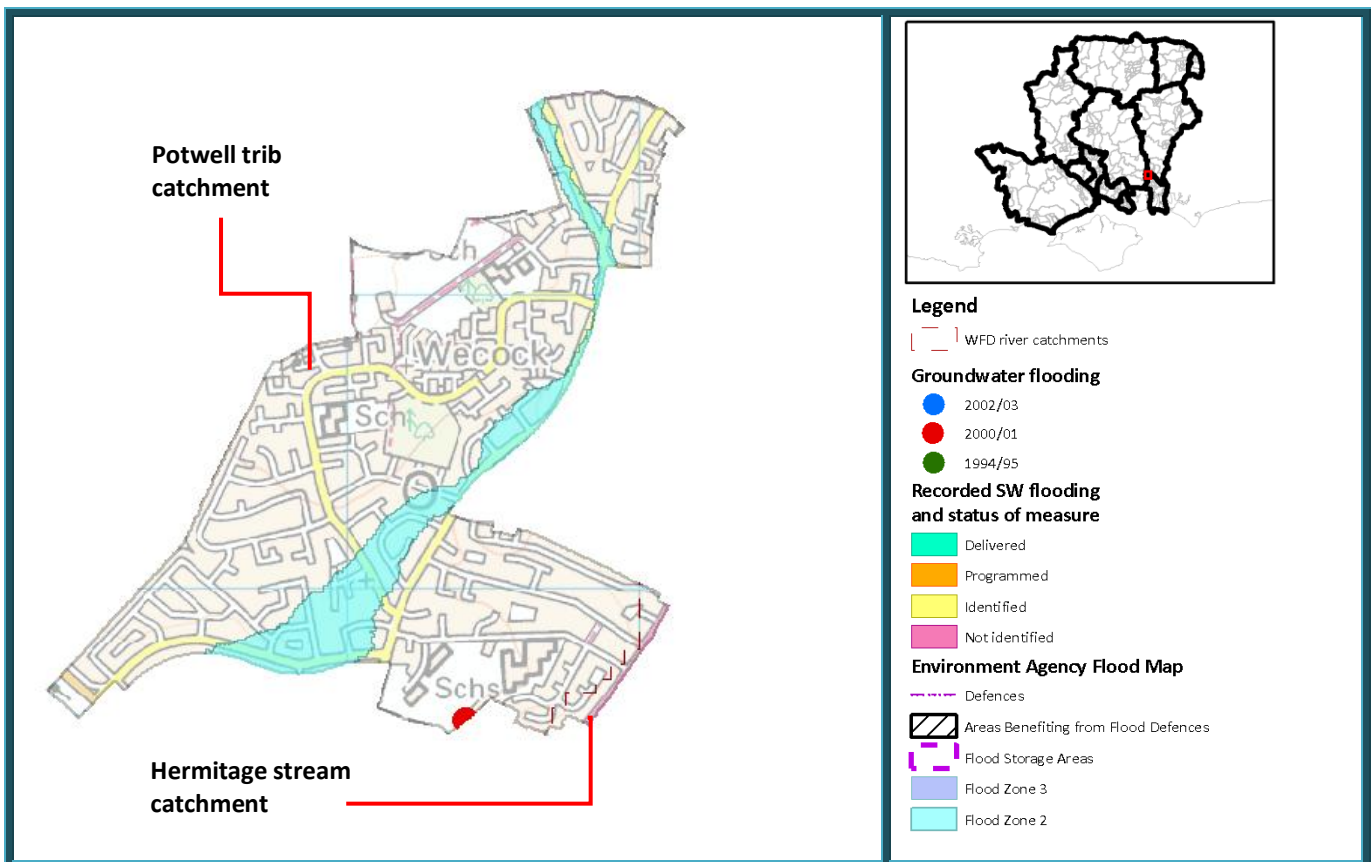 Potwell trib
catchment
ch
Wecock
Sch
Schs
Hermitage stream
catchment
Legend
WFD river catchments
Groundwater flooding
2002/03
2000/01
1994/95
Recorded SW flooding
and status of measure
Delivered
Programmed
Identified
Not identified
Environment Agency Flood Map
Defences
Areas Benefiting from Flood Defences
Flood Storage Areas
Flood Zone 3
Flood Zone 2